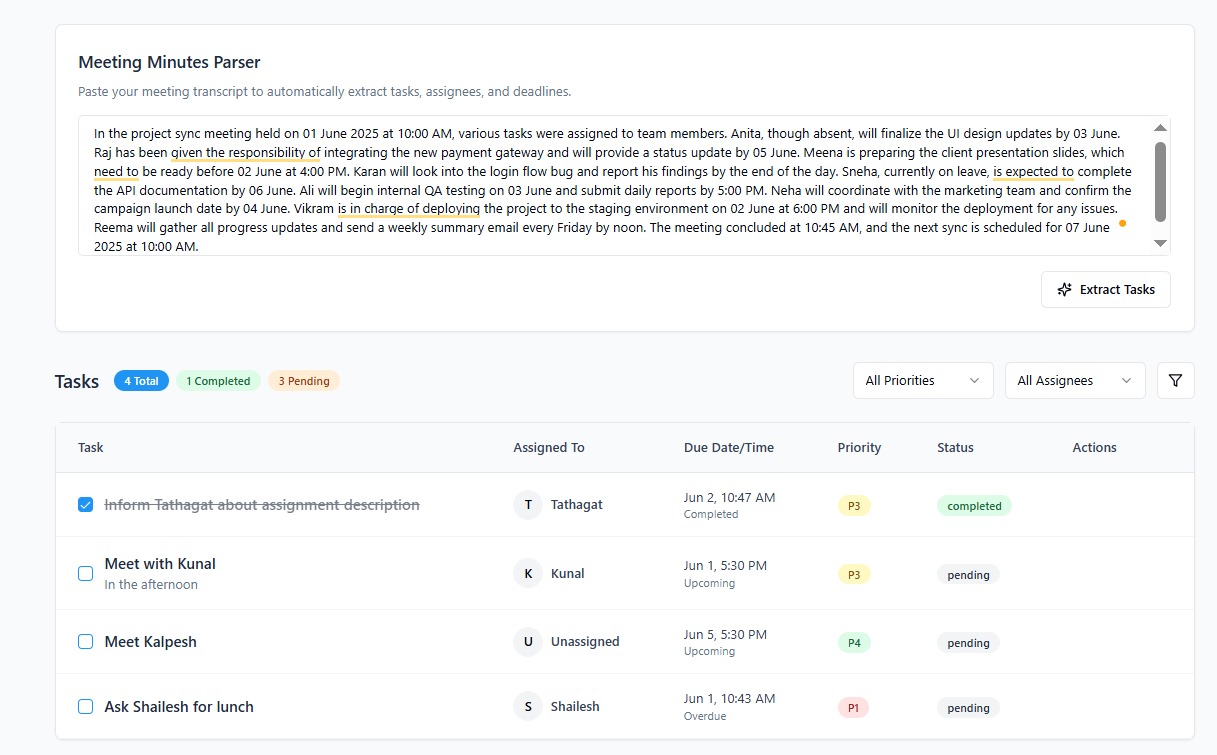 Meeting Minutes Parser
Paste your meeting transcript to automatically extract tasks, assignees, and deadlines.
In the project sync meeting held on 01 June 2025 at 10:00 AM, various tasks were assigned to team members. Anita, though absent, will finalize the UI design updates by 03 June.
Raj has been given the responsibility of integrating the new payment gateway and will provide a status update by 05 June. Meena is preparing the client presentation slides, which
need to be ready before 02 June at 4:00 PM. Karan will look into the login flow bug and report his findings by the end of the day. Sneha, currently on leave, is expected to complete
the API documentation by 06 June. Ali will begin internal QA testing on 03 June and submit daily reports by 5:00 PM. Neha will coordinate with the marketing team and confirm the
campaign launch date by 04 June. Vikram is in charge of deploying the project to the staging environment on 02 June at 6:00 PM and will monitor the deployment for any issues.
Reema will gather all progress updates and send a weekly summary email every Friday by noon. The meeting concluded at 10:45 AM, and the next sync is scheduled for 07 June
2025 at 10:00 AM.
Extract Tasks
Tasks 4 Total 1 Completed 3 Pending All Priorities All Assignees
Task Assigned To Due Date/Time Priority Status Actions
Inform Tathagat about assignment description T Tathagat Jun 2, 10:47 AM P3 completed
Completed
Meet with Kunal K Kunal Jun 1, 5:30 PM P3 pending
In the afternoon Upcoming
Meet Kalpesh U Unassigned Jun 5, 5:30 PM P4 pending
Upcoming
Ask Shailesh for lunch S Shailesh Jun 1, 10:43 AM P1 pending
Overdue